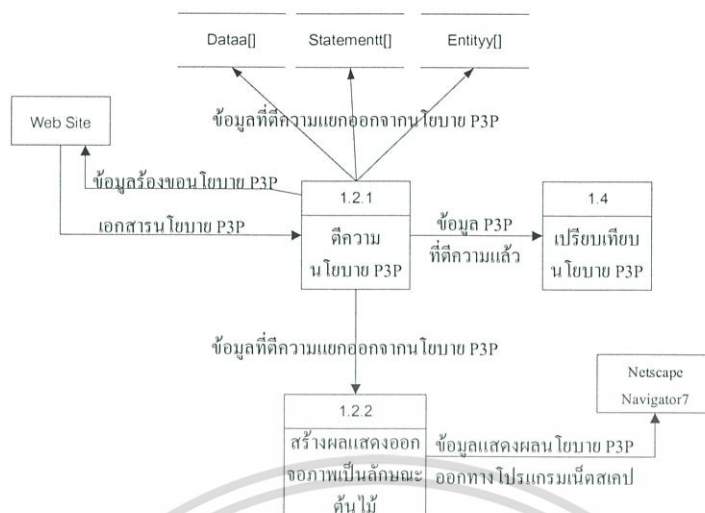 Dataa[]
Statementt[]
Entityy[]
ข้อมูลที่ตีความแยกออกจากนโยบาย P3P
Web Site
ข้อมูลร้องขอนโยบาย P3P
เอกสารนโยบาย P3P
1.2.1
ตีความ
นโยบาย P3P
ข้อมูล P3P
ที่ตีความแล้ว
1.4
เปรียบเทียบ
นโยบาย P3P
ข้อมูลที่ตีความแยกออกจากนโยบาย P3P
1.2.2
สร้างผลแสดงออก
จอภาพเป็นลักษณะ
ต้นไม้
ข้อมูลแสดงผลนโยบาย P3P
ออกทางโปรแกรมเน็ตสเคป
Netscape
Navigator7